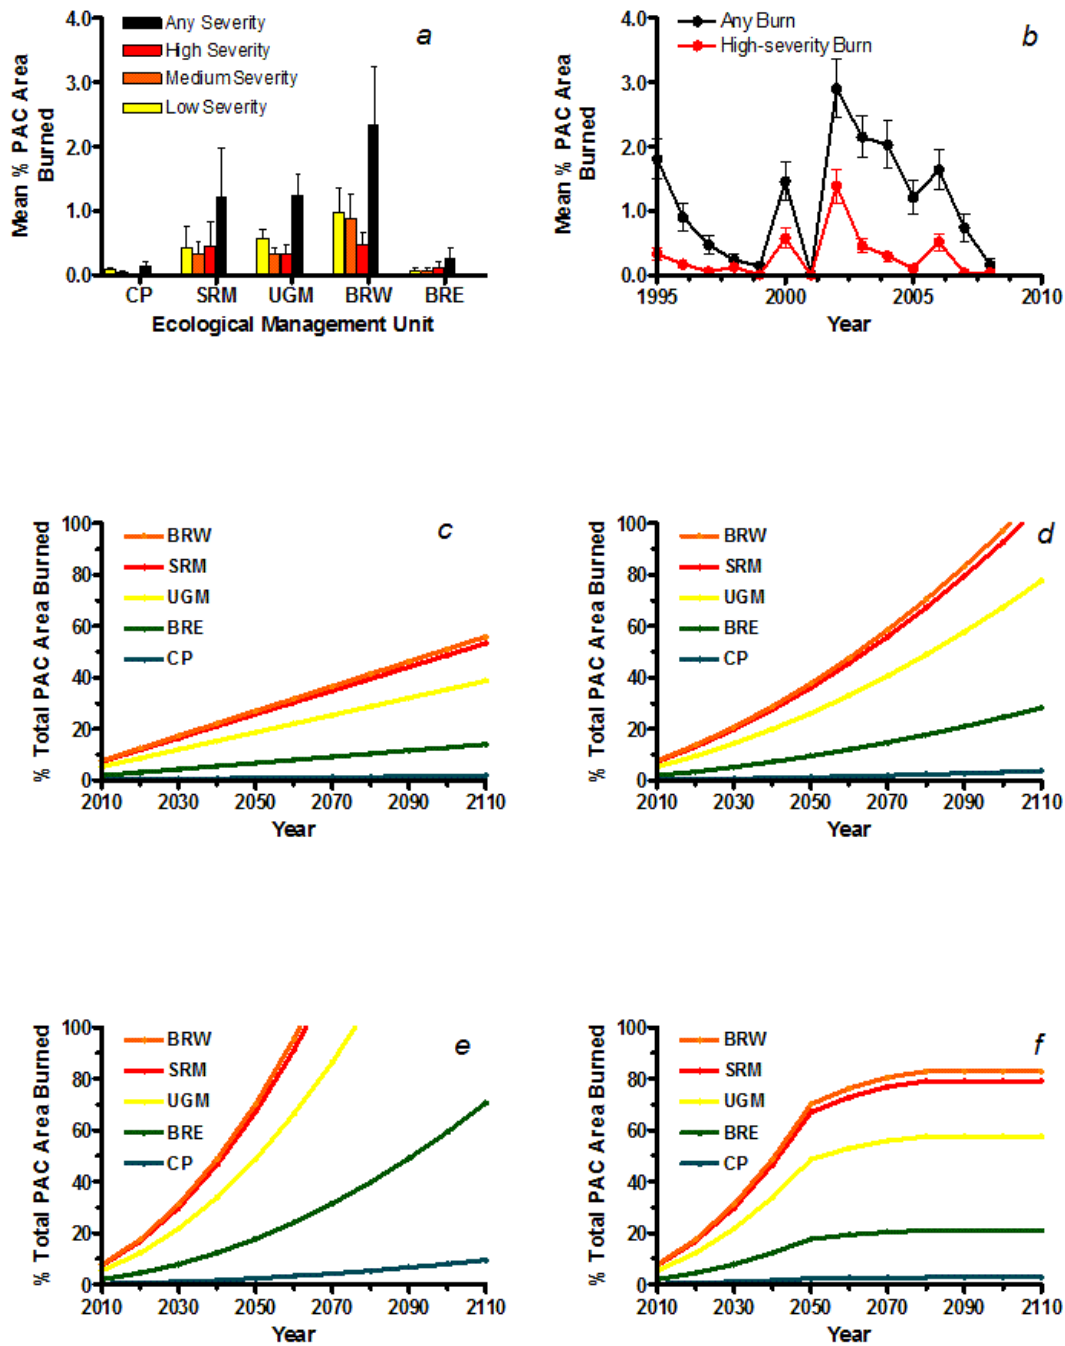 a
4.0
3.0
2.0
1.0
0.0
Mean % PAC Area
Burned
Any Severity
High Severity
Medium Severity
Low Severity
CP SRM UGM BRW BRE
Ecological Management Unit
b
4.0
3.0
2.0
1.0
0.0
Mean % PAC Area
Burned
Any Burn
High-severity Burn
1995 2000 2005 2010
Year
c
100
80
60
40
20
0
% Total PAC Area Burned
BRW
SRM
UGM
BRE
CP
2010 2030 2050 2070 2090 2110
Year
d
100
80
60
40
20
0
% Total PAC Area Burned
BRW
SRM
UGM
BRE
CP
2010 2030 2050 2070 2090 2110
Year
e
100
80
60
40
20
0
% Total PAC Area Burned
BRW
SRM
UGM
BRE
CP
2010 2030 2050 2070 2090 2110
Year
f
100
80
60
40
20
0
% Total PAC Area Burned
BRW
SRM
UGM
BRE
CP
2010 2030 2050 2070 2090 2110
Year